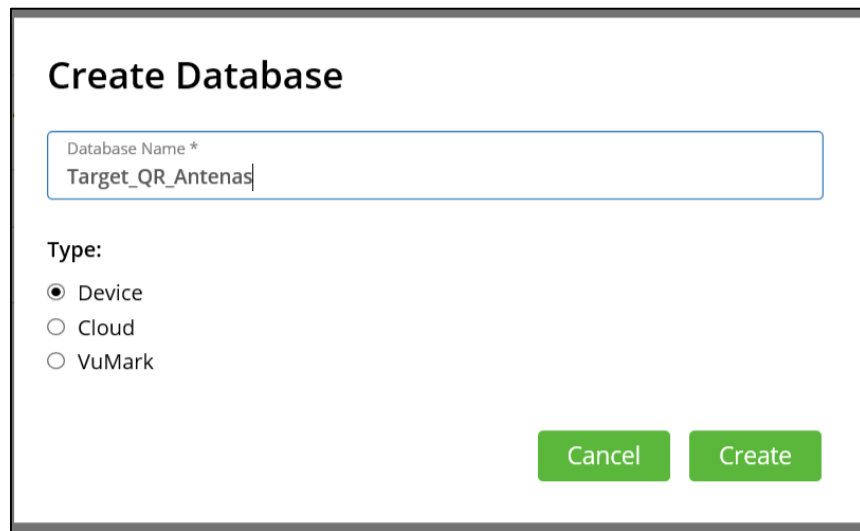 Create Database
Database Name *
Target_QR_Antenas
Type:
Device
Cloud
VuMark
Cancel
Create